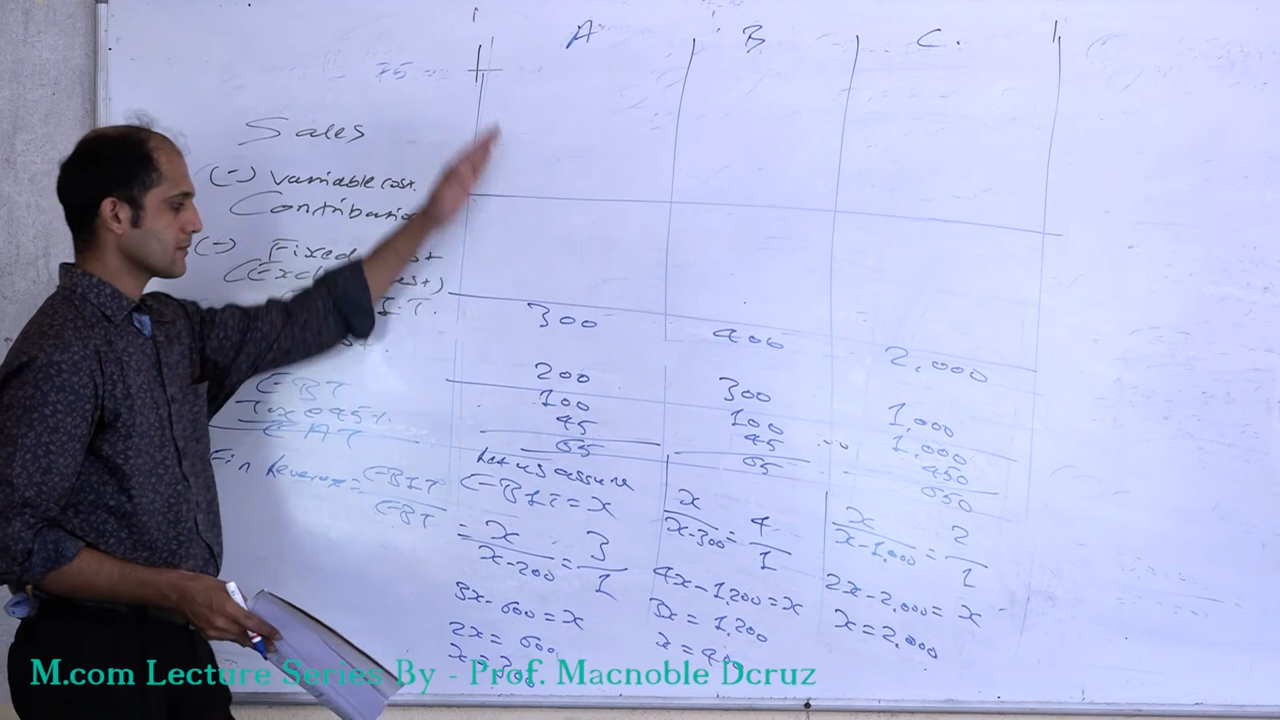 A B C.
Sales
(-) Variable cost.
Contribution
(-) Fixed
300 400 2,000
200 300 1,000
EBT 100 100 1,000
Tax @ 45% 45 45 450
EAT 55 55 550
Fin Leverage = EBIT / EBT
Let us assume
EBIT = x
x / x-200 = 3 / 1
3x - 600 = x
2x = 600
x = 300
x / x-300 = 4 / 1
4x - 1,200 = x
3x = 1,200
x / x-1,000 = 2 / 1
2x - 2,000 = x
x = 2,000
M.com Lecture Series By - Prof. Macnoble Dcruz